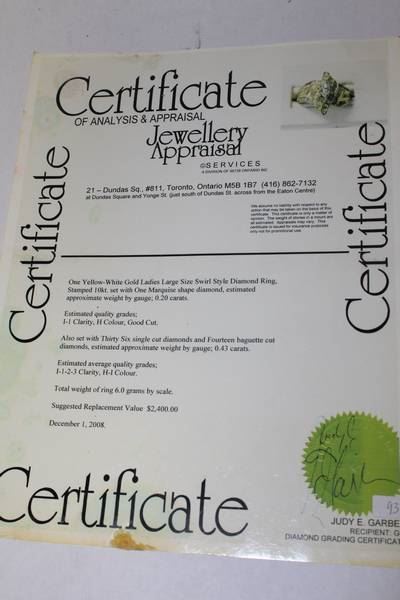 Certificate
OF ANALYSIS & APPRAISAL
Jewellery
Appraisal
SERVICES
21 – Dundas Sq., #811, Toronto, Ontario M5B 1B7 (416) 862-7132
at Dundas Square and Yonge St. (just south of Dundas St. across from the Eaton Centre)
Certificate
Certificate
One Yellow-White Gold Ladies Large Size Swirl Style Diamond Ring,
Stamped 10kt. set with One Marquise shape diamond, estimated
approximate weight by gauge; 0.20 carats.
Estimated quality grades;
I-1 Clarity, H Colour, Good Cut.
Also set with Thirty Six single cut diamonds and Fourteen baguette cut
diamonds, estimated approximate weight by gauge; 0.43 carats.
Estimated average quality grades;
I-1-2-3 Clarity, H-I Colour.
Total weight of ring 6.0 grams by scale.
Suggested Replacement Value $2,400.00
December 1, 2008.
93
Certificate
JUDY E. GARBE
RECIPIENT: G
DIAMOND GRADING CERTIFICAT